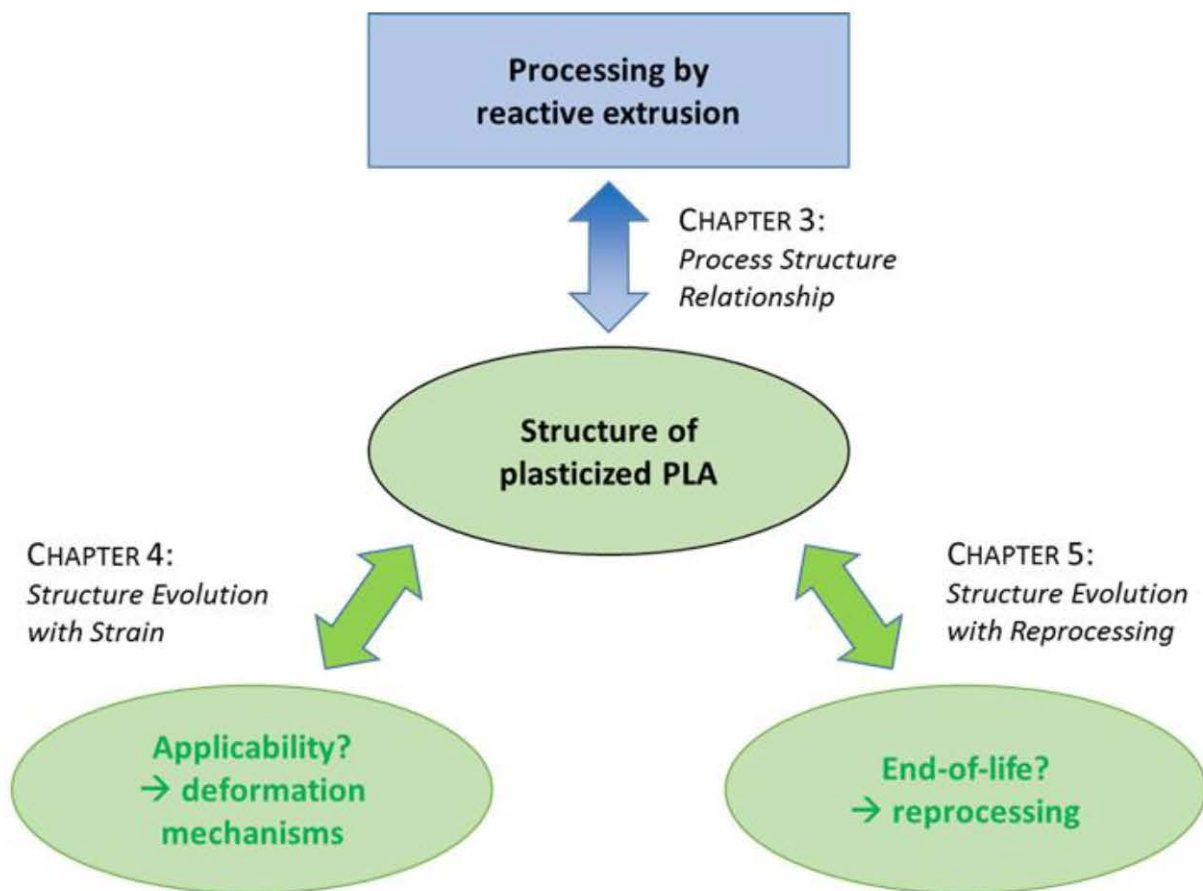 Processing by
reactive extrusion
CHAPTER 3:
Process Structure
Relationship
Structure of
plasticized PLA
CHAPTER 4:
Structure Evolution
with Strain
CHAPTER 5:
Structure Evolution
with Reprocessing
Applicability?
→ deformation
mechanisms
End-of-life?
→ reprocessing